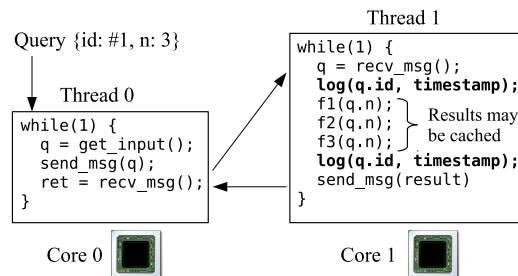 Query {id: #1, n: 3}
Thread 0
while(1) {
q = get_input();
send_msg(q);
ret = recv_msg();
}
Core 0
Thread 1
while(1) {
q = recv_msg();
log(q.id, timestamp);
f1(q.n);
f2(q.n);
f3(q.n);
Results may
be cached
log(q.id, timestamp);
send_msg(result)
}
Core 1